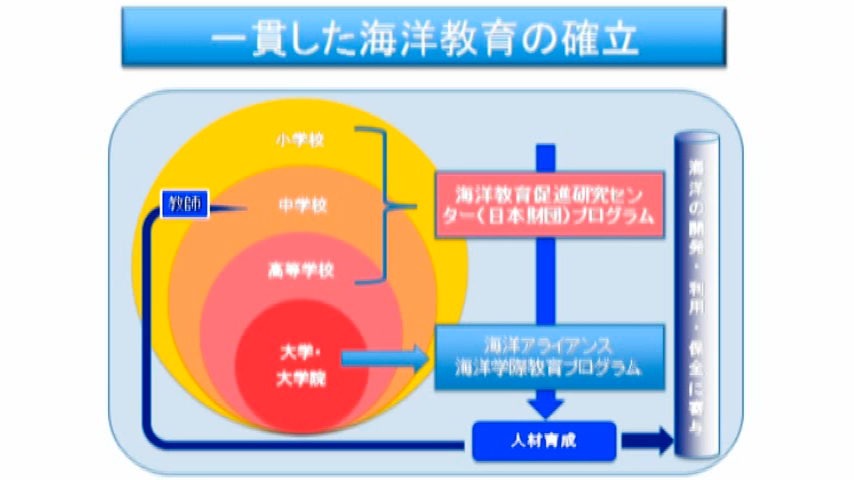 一貫した海洋教育の確立
小学校
中学校
高等学校
大学・
大学院
教師
海洋教育促進研究セン
ター（日本財団）プログラム
海洋アライアンス
海洋学際教育プログラム
人材育成
海洋の開発・利用・保全に寄与